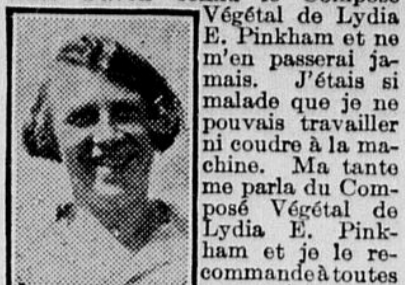 Végétal de Lydia
E. Pinkham et ne
m'en passerai ja-
mais. J'étais si
malade que je ne
pouvais travailler
ni coudre à la ma-
chine. Ma tante
me parla du Com-
posé Végétal de
Lydia E. Pink-
ham et je le re-
commande à toutes